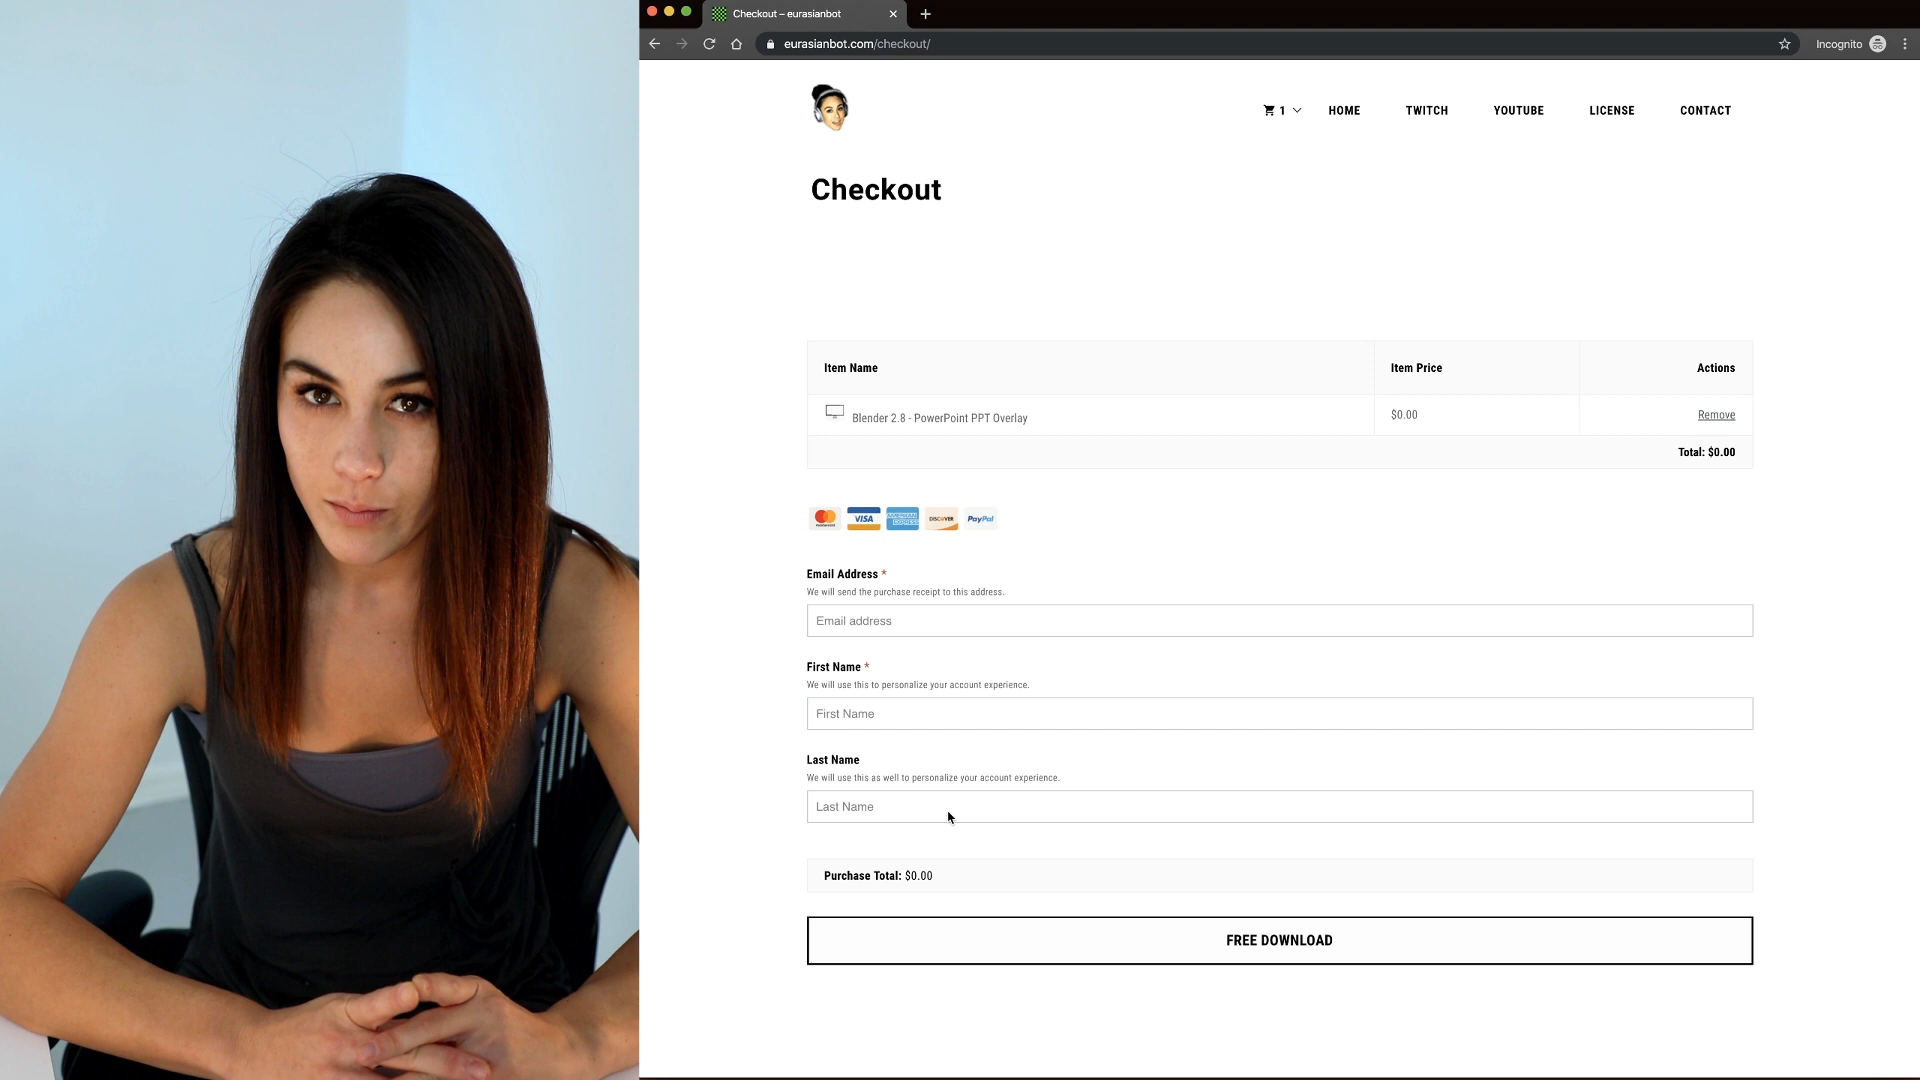 Checkout – eurasianbot
eurasianbot.com/checkout/
Incognito
1
HOME
TWITCH
YOUTUBE
LICENSE
CONTACT
Checkout
Item Name
Item Price
Actions
Blender 2.8 - PowerPoint PPT Overlay
$0.00
Remove
Total: $0.00
mastercard
VISA
AMERICAN
EXPRESS
DISCOVER
PayPal
Email Address *
We will send the purchase receipt to this address.
Email address
First Name *
We will use this to personalize your account experience.
First Name
Last Name
We will use this as well to personalize your account experience.
Last Name
Purchase Total: $0.00
FREE DOWNLOAD